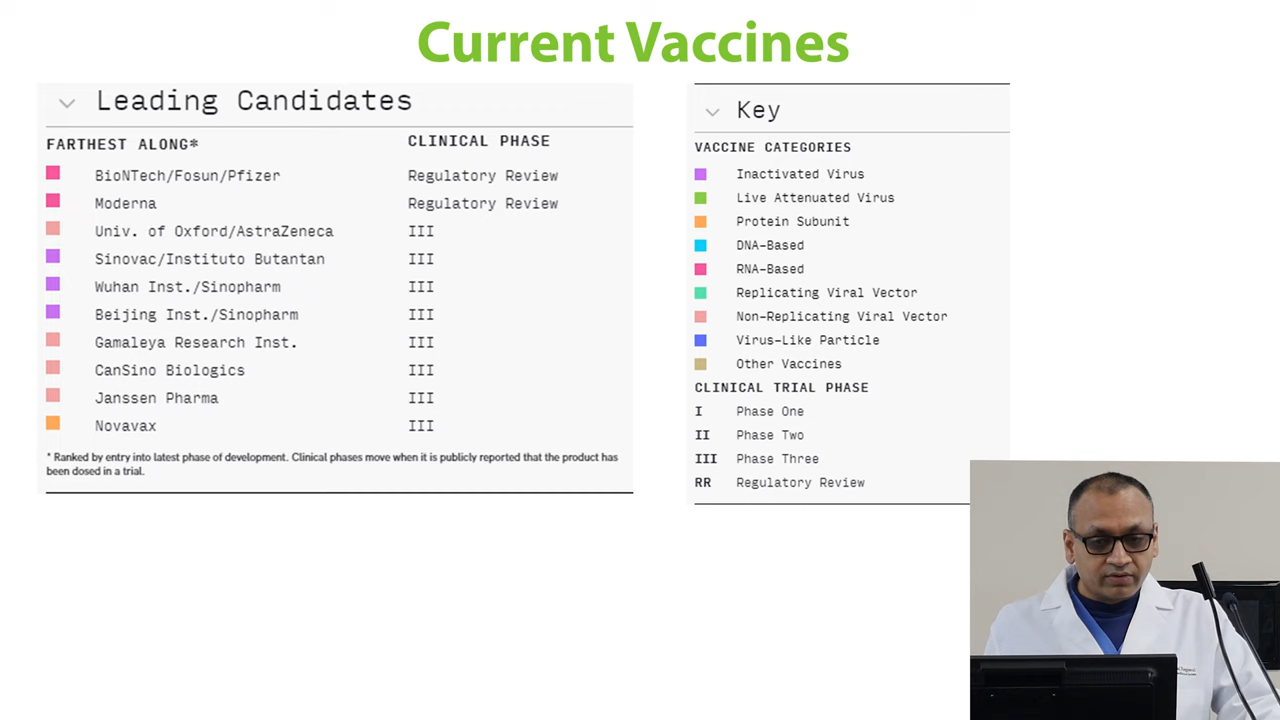 Current Vaccines
Leading Candidates
FARTHEST ALONG* CLINICAL PHASE
BioNTech/Fosun/Pfizer Regulatory Review
Moderna Regulatory Review
Univ. of Oxford/AstraZeneca III
Sinovac/Instituto Butantan III
Wuhan Inst./Sinopharm III
Beijing Inst./Sinopharm III
Gamaleya Research Inst. III
CanSino Biologics III
Janssen Pharma III
Novavax III
* Ranked by entry into latest phase of development. Clinical phases move when it is publicly reported that the product has
been dosed in a trial.
Key
VACCINE CATEGORIES
Inactivated Virus
Live Attenuated Virus
Protein Subunit
DNA-Based
RNA-Based
Replicating Viral Vector
Non-Replicating Viral Vector
Virus-Like Particle
Other Vaccines
CLINICAL TRIAL PHASE
I Phase One
II Phase Two
III Phase Three
RR Regulatory Review